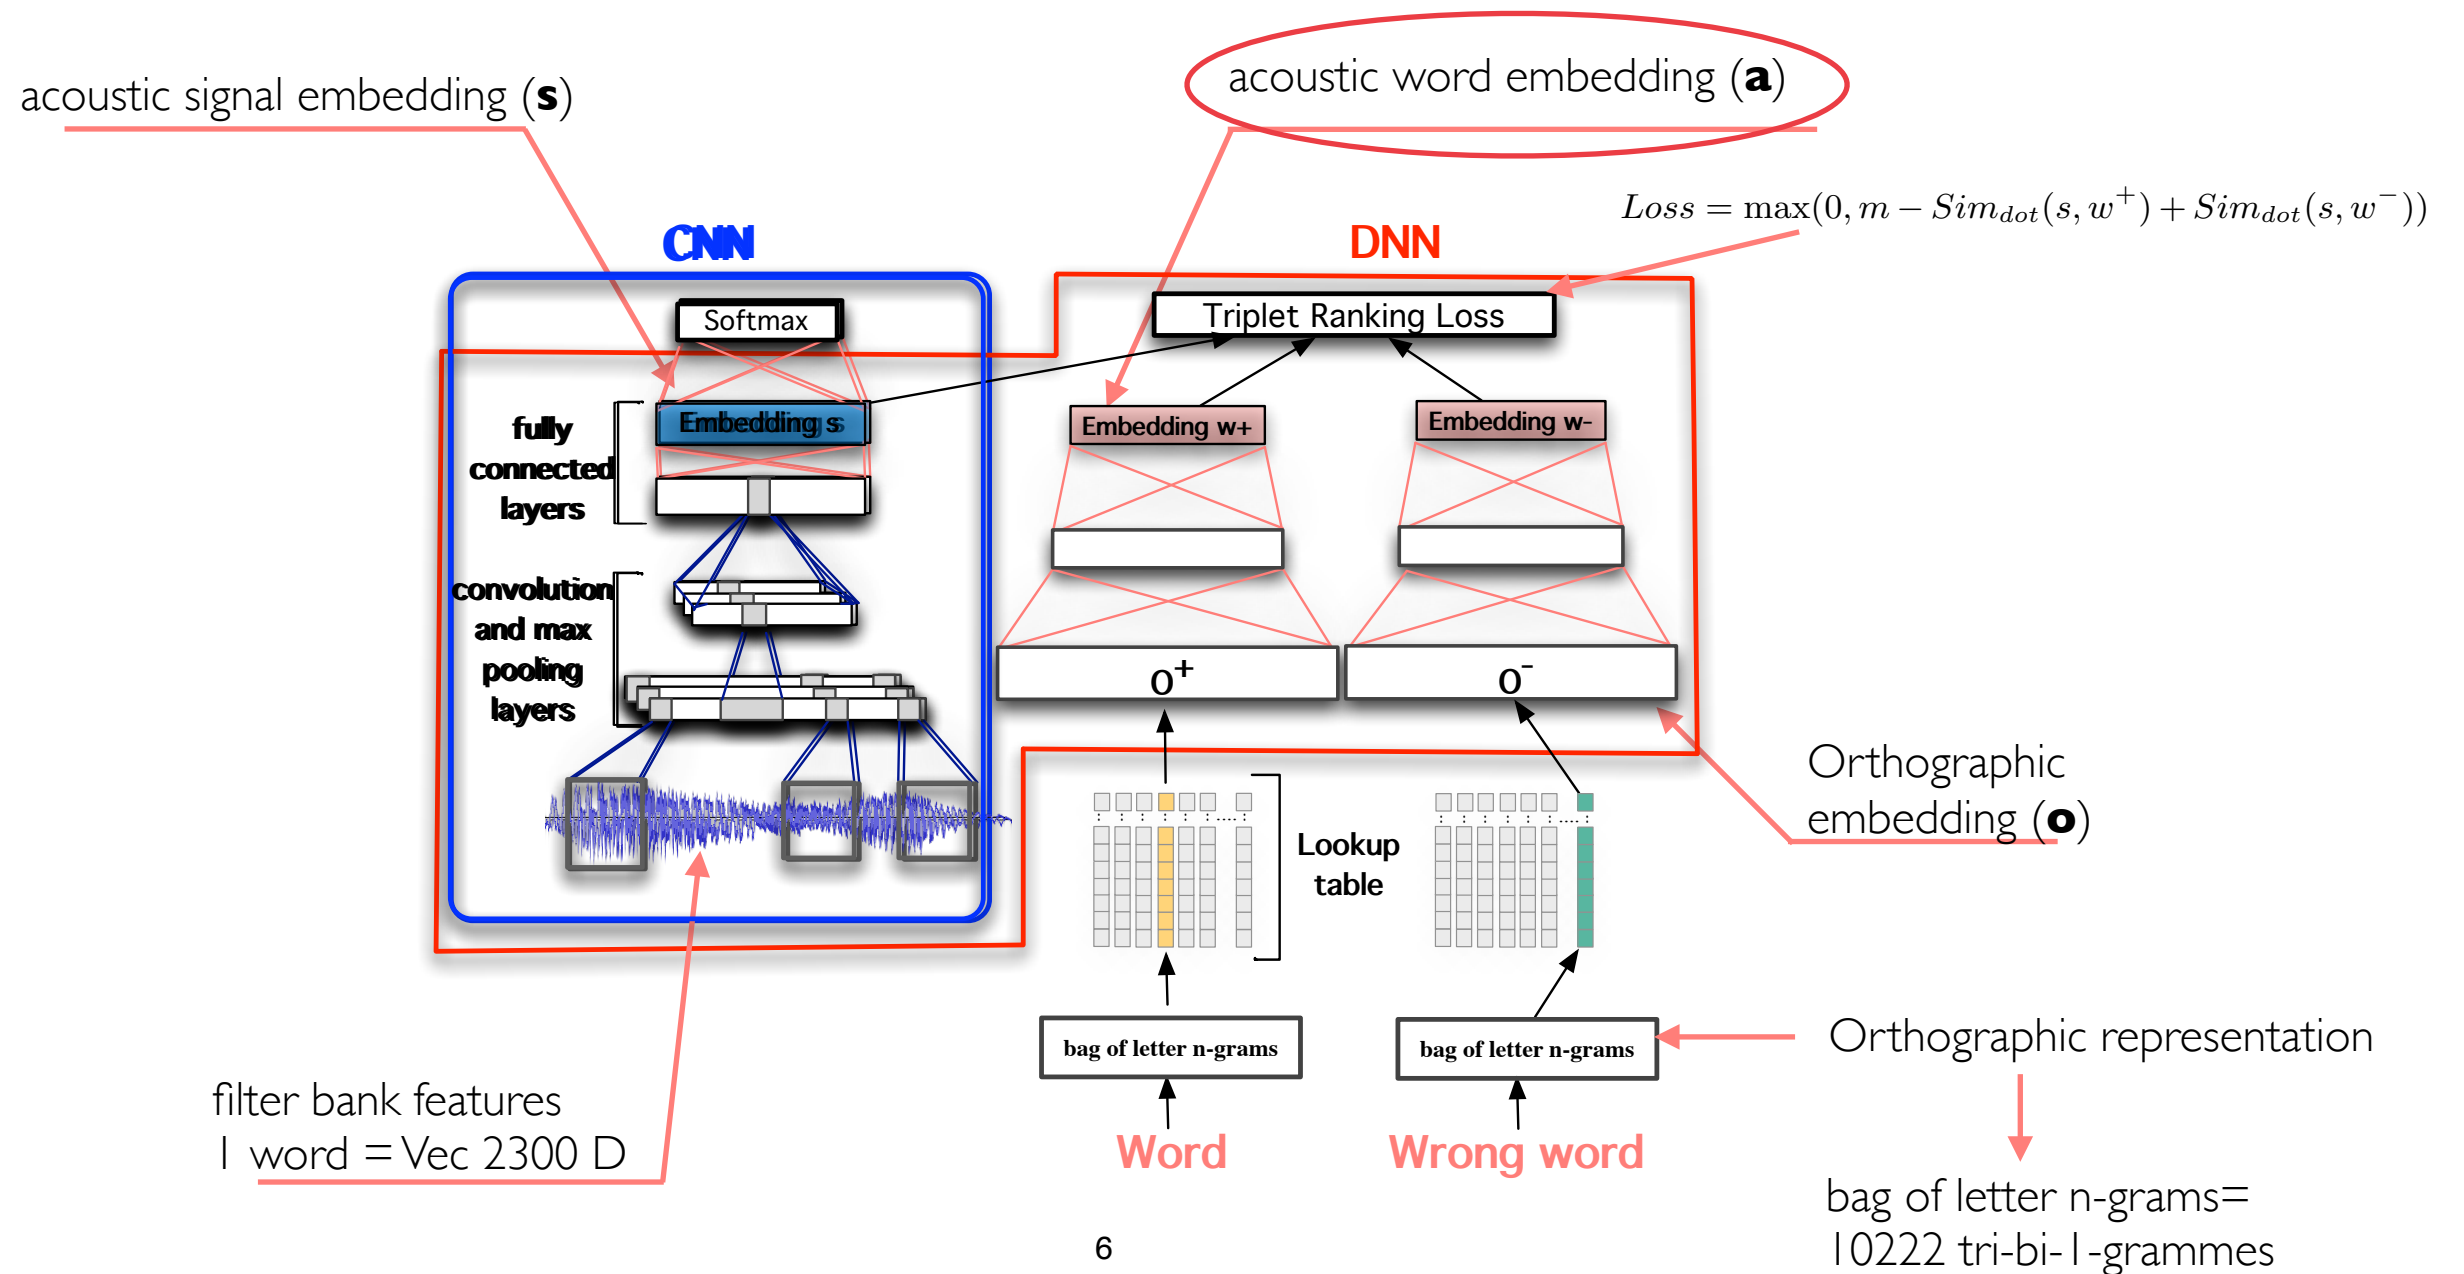 acoustic signal embedding (s)
acoustic word embedding (a)
Loss = max(0, m − Sim_dot(s, w⁺) + Sim_dot(s, w⁻))
CNN
DNN
Softmax
Triplet Ranking Loss
fully
connected
layers
Embedding s
Embedding w+
Embedding w-
convolution
and max
pooling
layers
o⁺
o⁻
Orthographic
embedding (o)
Lookup
table
bag of letter n-grams
bag of letter n-grams
Orthographic representation
filter bank features
1 word = Vec 2300 D
Word
Wrong word
bag of letter n-grams=
10222 tri-bi-1-grammes
6